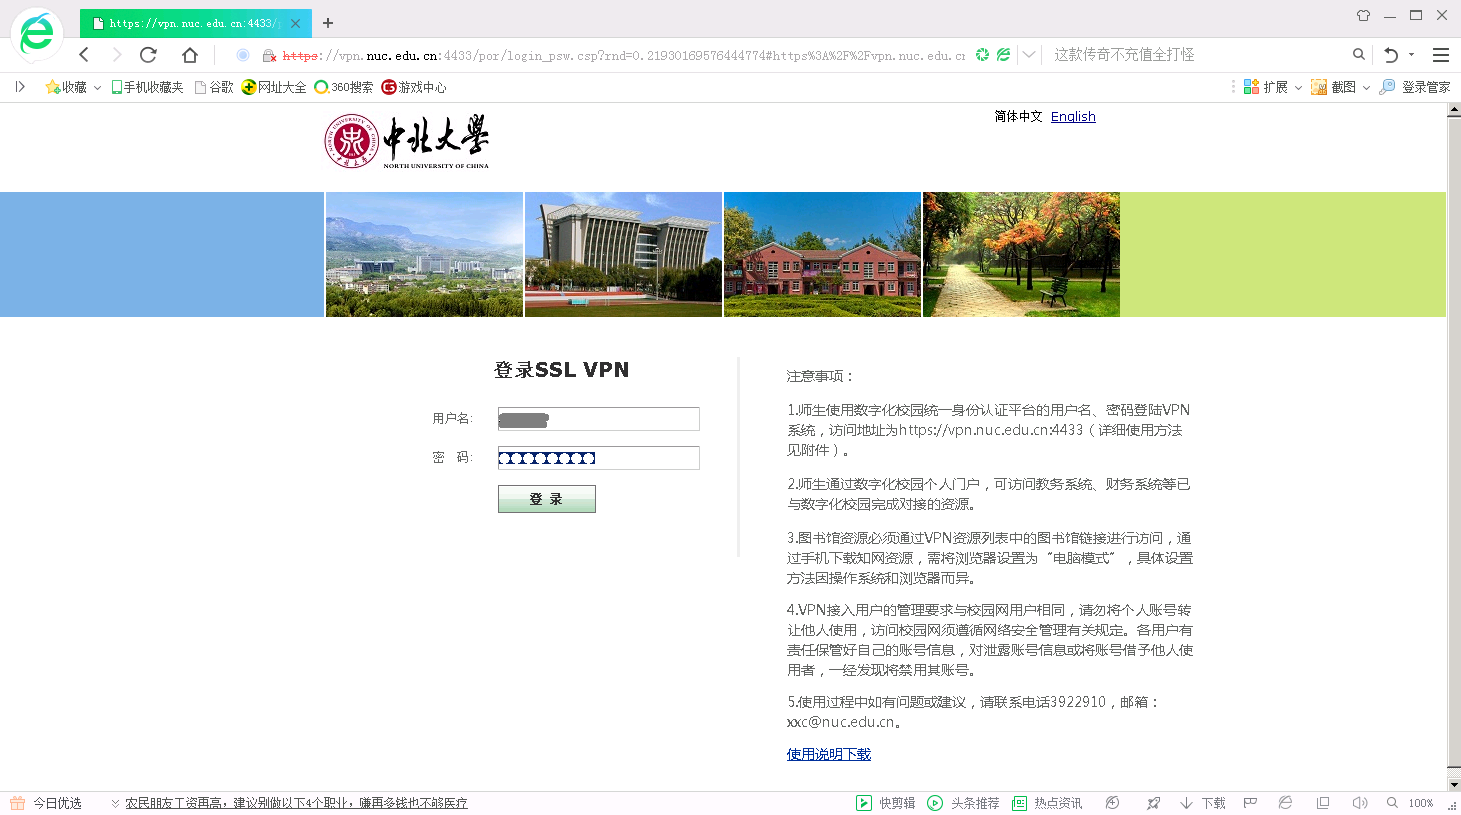 https://vpn.nuc.edu.cn:4433/
https://vpn.nuc.edu.cn:4433/por/login_psw.csp?rnd=0.21930169576444774#https%3A%2F%2Fvpn.nuc.edu.cn
这款传奇不充值全打怪
收藏
手机收藏夹
谷歌
网址大全
360搜索
游戏中心
扩展
截图
登录管家
中北大學
NORTH UNIVERSITY OF CHINA
简体中文 English
登录SSL VPN
用户名:
密 码:
登 录
注意事项：
1.师生使用数字化校园统一身份认证平台的用户名、密码登陆VPN
系统，访问地址为https://vpn.nuc.edu.cn:4433（详细使用方法
见附件）。
2.师生通过数字化校园个人门户，可访问教务系统、财务系统等已
与数字化校园完成对接的资源。
3.图书馆资源必须通过VPN资源列表中的图书馆链接进行访问，通
过手机下载知网资源，需将浏览器设置为“电脑模式”，具体设置
方法因操作系统和浏览器而异。
4.VPN接入用户的管理要求与校园网用户相同，请勿将个人账号转
让他人使用，访问校园网须遵循网络安全管理有关规定。各用户有
责任保管好自己的账号信息，对泄露账号信息或将账号借予他人使
用者，一经发现将禁用其账号。
5.使用过程中如有问题或建议，请联系电话3922910，邮箱：
xxc@nuc.edu.cn。
使用说明下载
今日优选
农民朋友工资再高，建议别做以下4个职业，赚再多钱也不够医疗
快剪辑
头条推荐
热点资讯
下载
100%